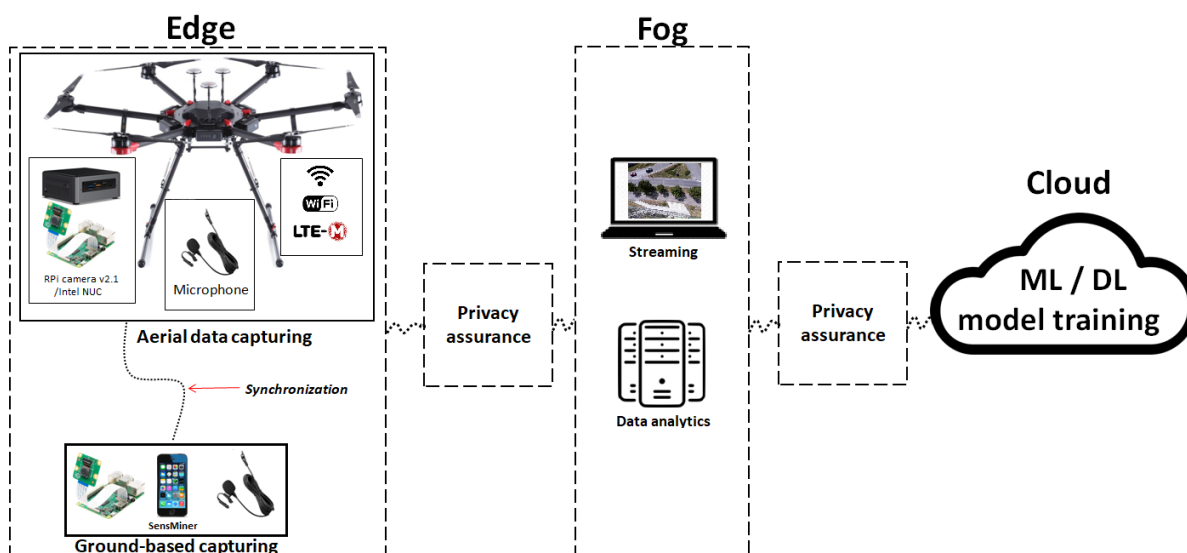 Edge
Fog
Cloud
WiFi
LTE-M
RPi camera v2.1
/Intel NUC
Microphone
Aerial data capturing
Synchronization
SensMiner
Ground-based capturing
Privacy
assurance
Streaming
Data analytics
Privacy
assurance
ML / DL
model training